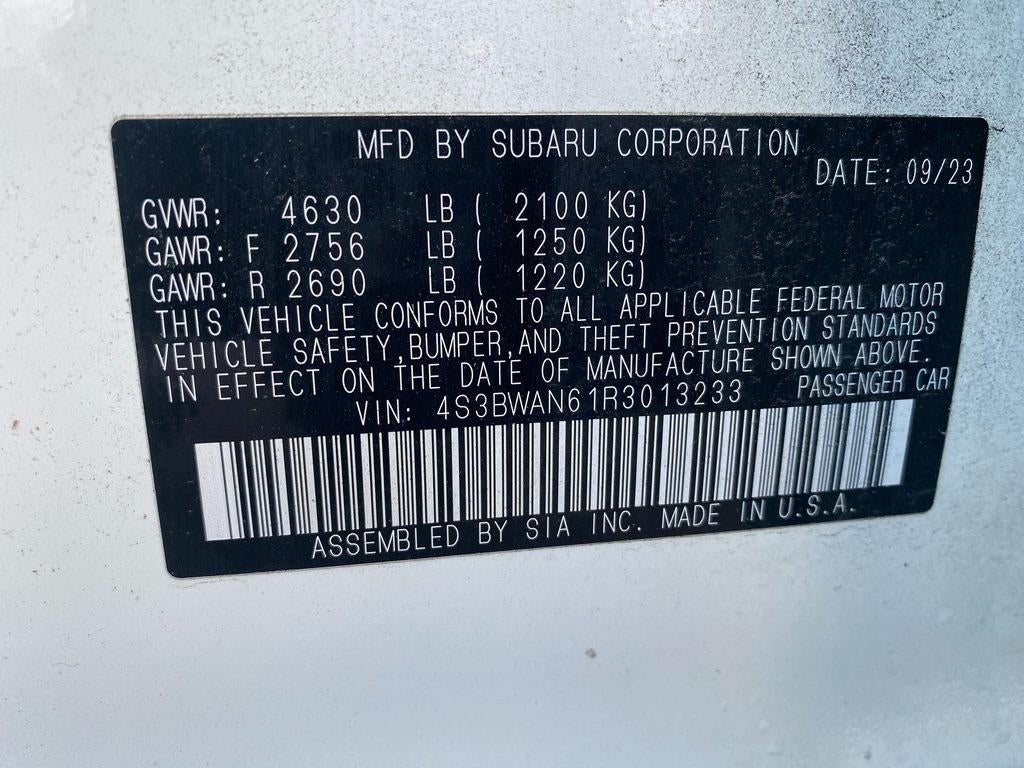 MFD BY SUBARU CORPORATION
DATE: 09/23
GVWR: 4630 LB ( 2100 KG)
GAWR: F 2756 LB ( 1250 KG)
GAWR: R 2690 LB ( 1220 KG)
THIS VEHICLE CONFORMS TO ALL APPLICABLE FEDERAL MOTOR
VEHICLE SAFETY,BUMPER,AND THEFT PREVENTION STANDARDS
IN EFFECT ON THE DATE OF MANUFACTURE SHOWN ABOVE.
VIN: 4S3BWAN61R3013233 PASSENGER CAR
ASSEMBLED BY SIA INC. MADE IN U.S.A.